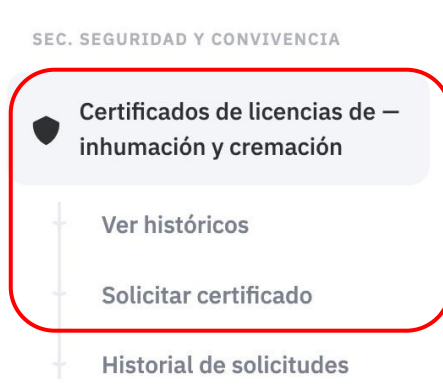 SEC. SEGURIDAD Y CONVIVENCIA
Certificados de licencias de —
inhumación y cremación
Ver históricos
Solicitar certificado
Historial de solicitudes